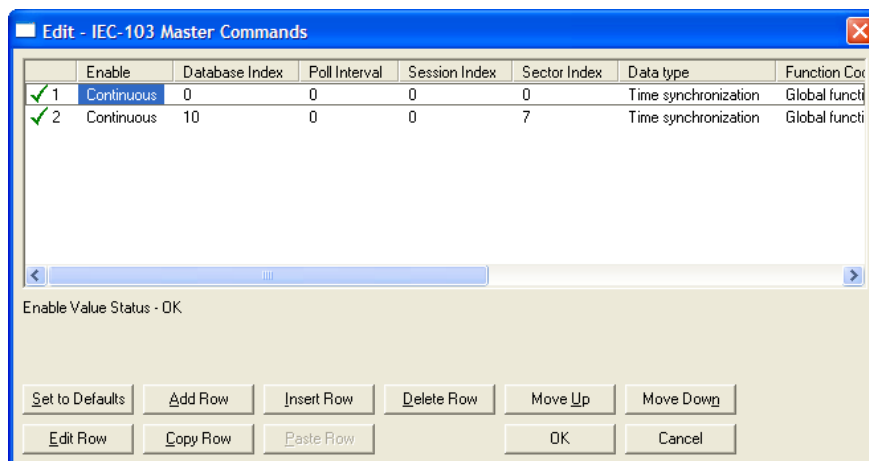 Edit - IEC-103 Master Commands
Enable Database Index Poll Interval Session Index Sector Index Data type Function Cod
1 Continuous 0 0 0 0 Time synchronization Global functi
2 Continuous 10 0 0 7 Time synchronization Global functi
Enable Value Status - OK
Set to Defaults Add Row Insert Row Delete Row Move Up Move Down
Edit Row Copy Row Paste Row OK Cancel